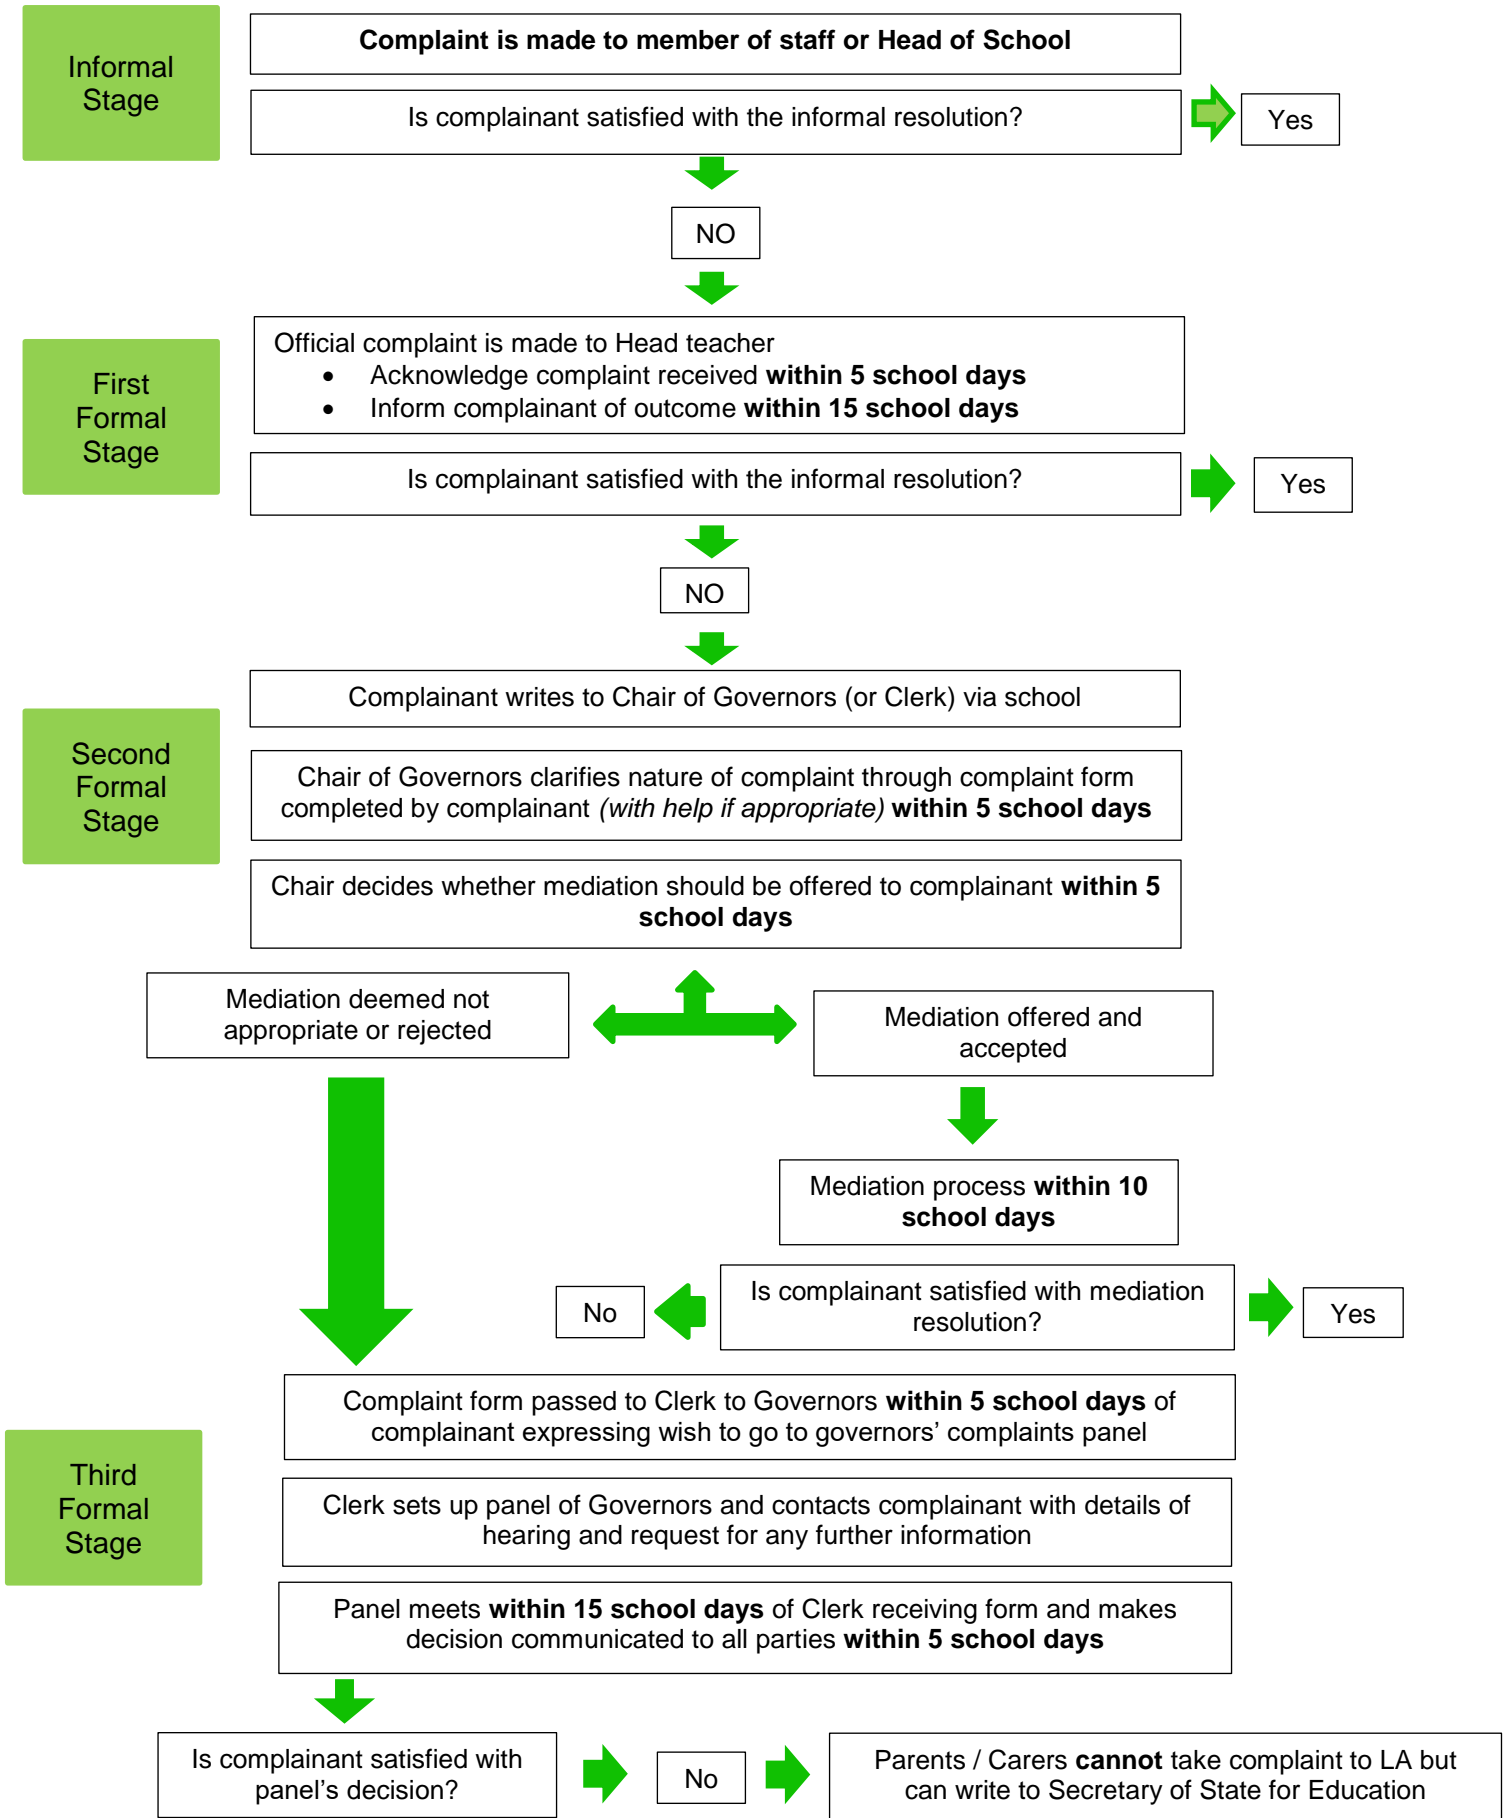 Informal
Stage
Complaint is made to member of staff or Head of School
Is complainant satisfied with the informal resolution?
Yes
NO
First
Formal
Stage
Official complaint is made to Head teacher
• Acknowledge complaint received within 5 school days
• Inform complainant of outcome within 15 school days
Is complainant satisfied with the informal resolution?
Yes
NO
Second
Formal
Stage
Complainant writes to Chair of Governors (or Clerk) via school
Chair of Governors clarifies nature of complaint through complaint form
completed by complainant (with help if appropriate) within 5 school days
Chair decides whether mediation should be offered to complainant within 5
school days
Mediation deemed not
appropriate or rejected
Mediation offered and
accepted
Mediation process within 10
school days
Is complainant satisfied with mediation
resolution?
No
Yes
Third
Formal
Stage
Complaint form passed to Clerk to Governors within 5 school days of
complainant expressing wish to go to governors’ complaints panel
Clerk sets up panel of Governors and contacts complainant with details of
hearing and request for any further information
Panel meets within 15 school days of Clerk receiving form and makes
decision communicated to all parties within 5 school days
Is complainant satisfied with
panel’s decision?
No
Parents / Carers cannot take complaint to LA but
can write to Secretary of State for Education